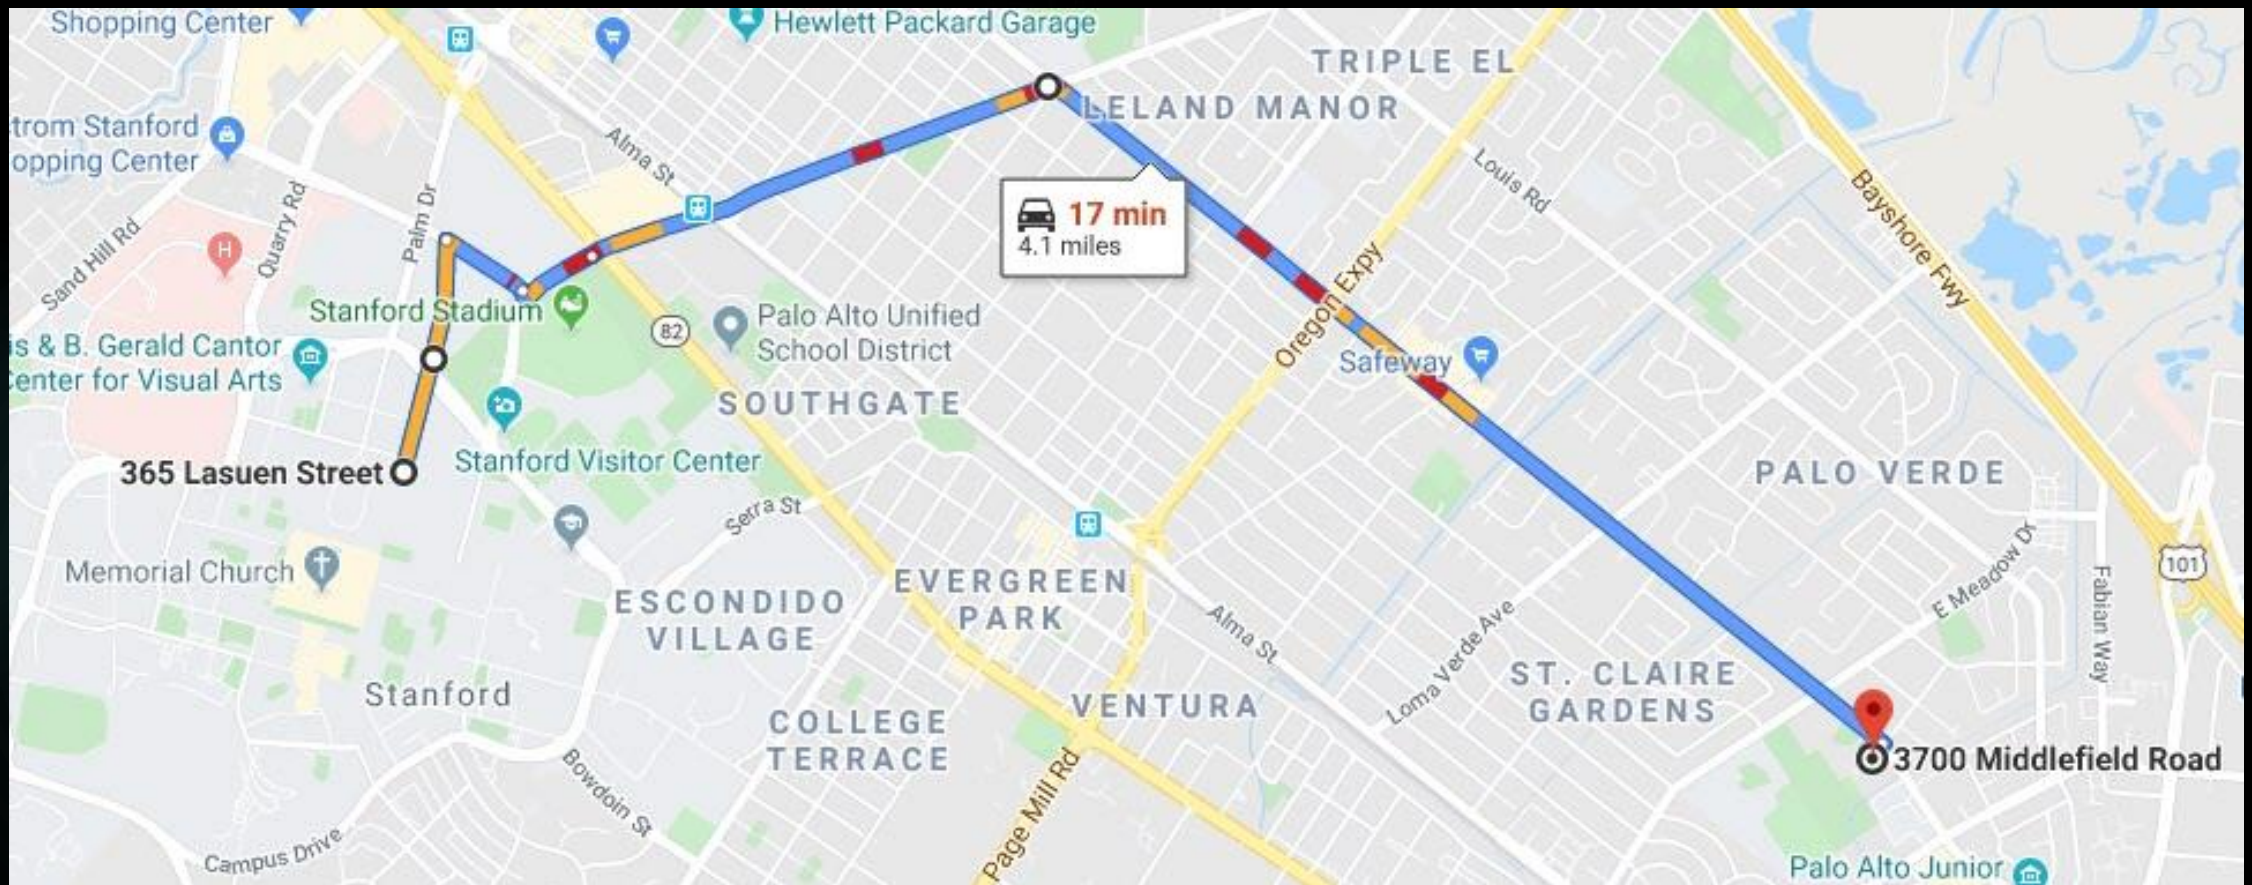 Shopping Center
Hewlett Packard Garage
TRIPLE EL
LELAND MANOR
trom Stanford
opping Center
Alma St
Louis Rd
Quarry Rd
Palm Dr
Sand Hill Rd
H
17 min
4.1 miles
Bayshore Fwy
Stanford Stadium
82
Palo Alto Unified
School District
Oregon Expy
Safeway
is & B. Gerald Cantor
Center for Visual Arts
SOUTHGATE
365 Lasuen Street
Stanford Visitor Center
PALO VERDE
Serra St
Memorial Church
EVERGREEN
PARK
E Meadow Dr
101
Fabian Way
ESCONDIDO
VILLAGE
Alma St
Loma Verde Ave
ST. CLAIRE
GARDENS
Stanford
VENTURA
COLLEGE
TERRACE
3700 Middlefield Road
Bowdoin St
Page Mill Rd
Campus Drive
Palo Alto Junior